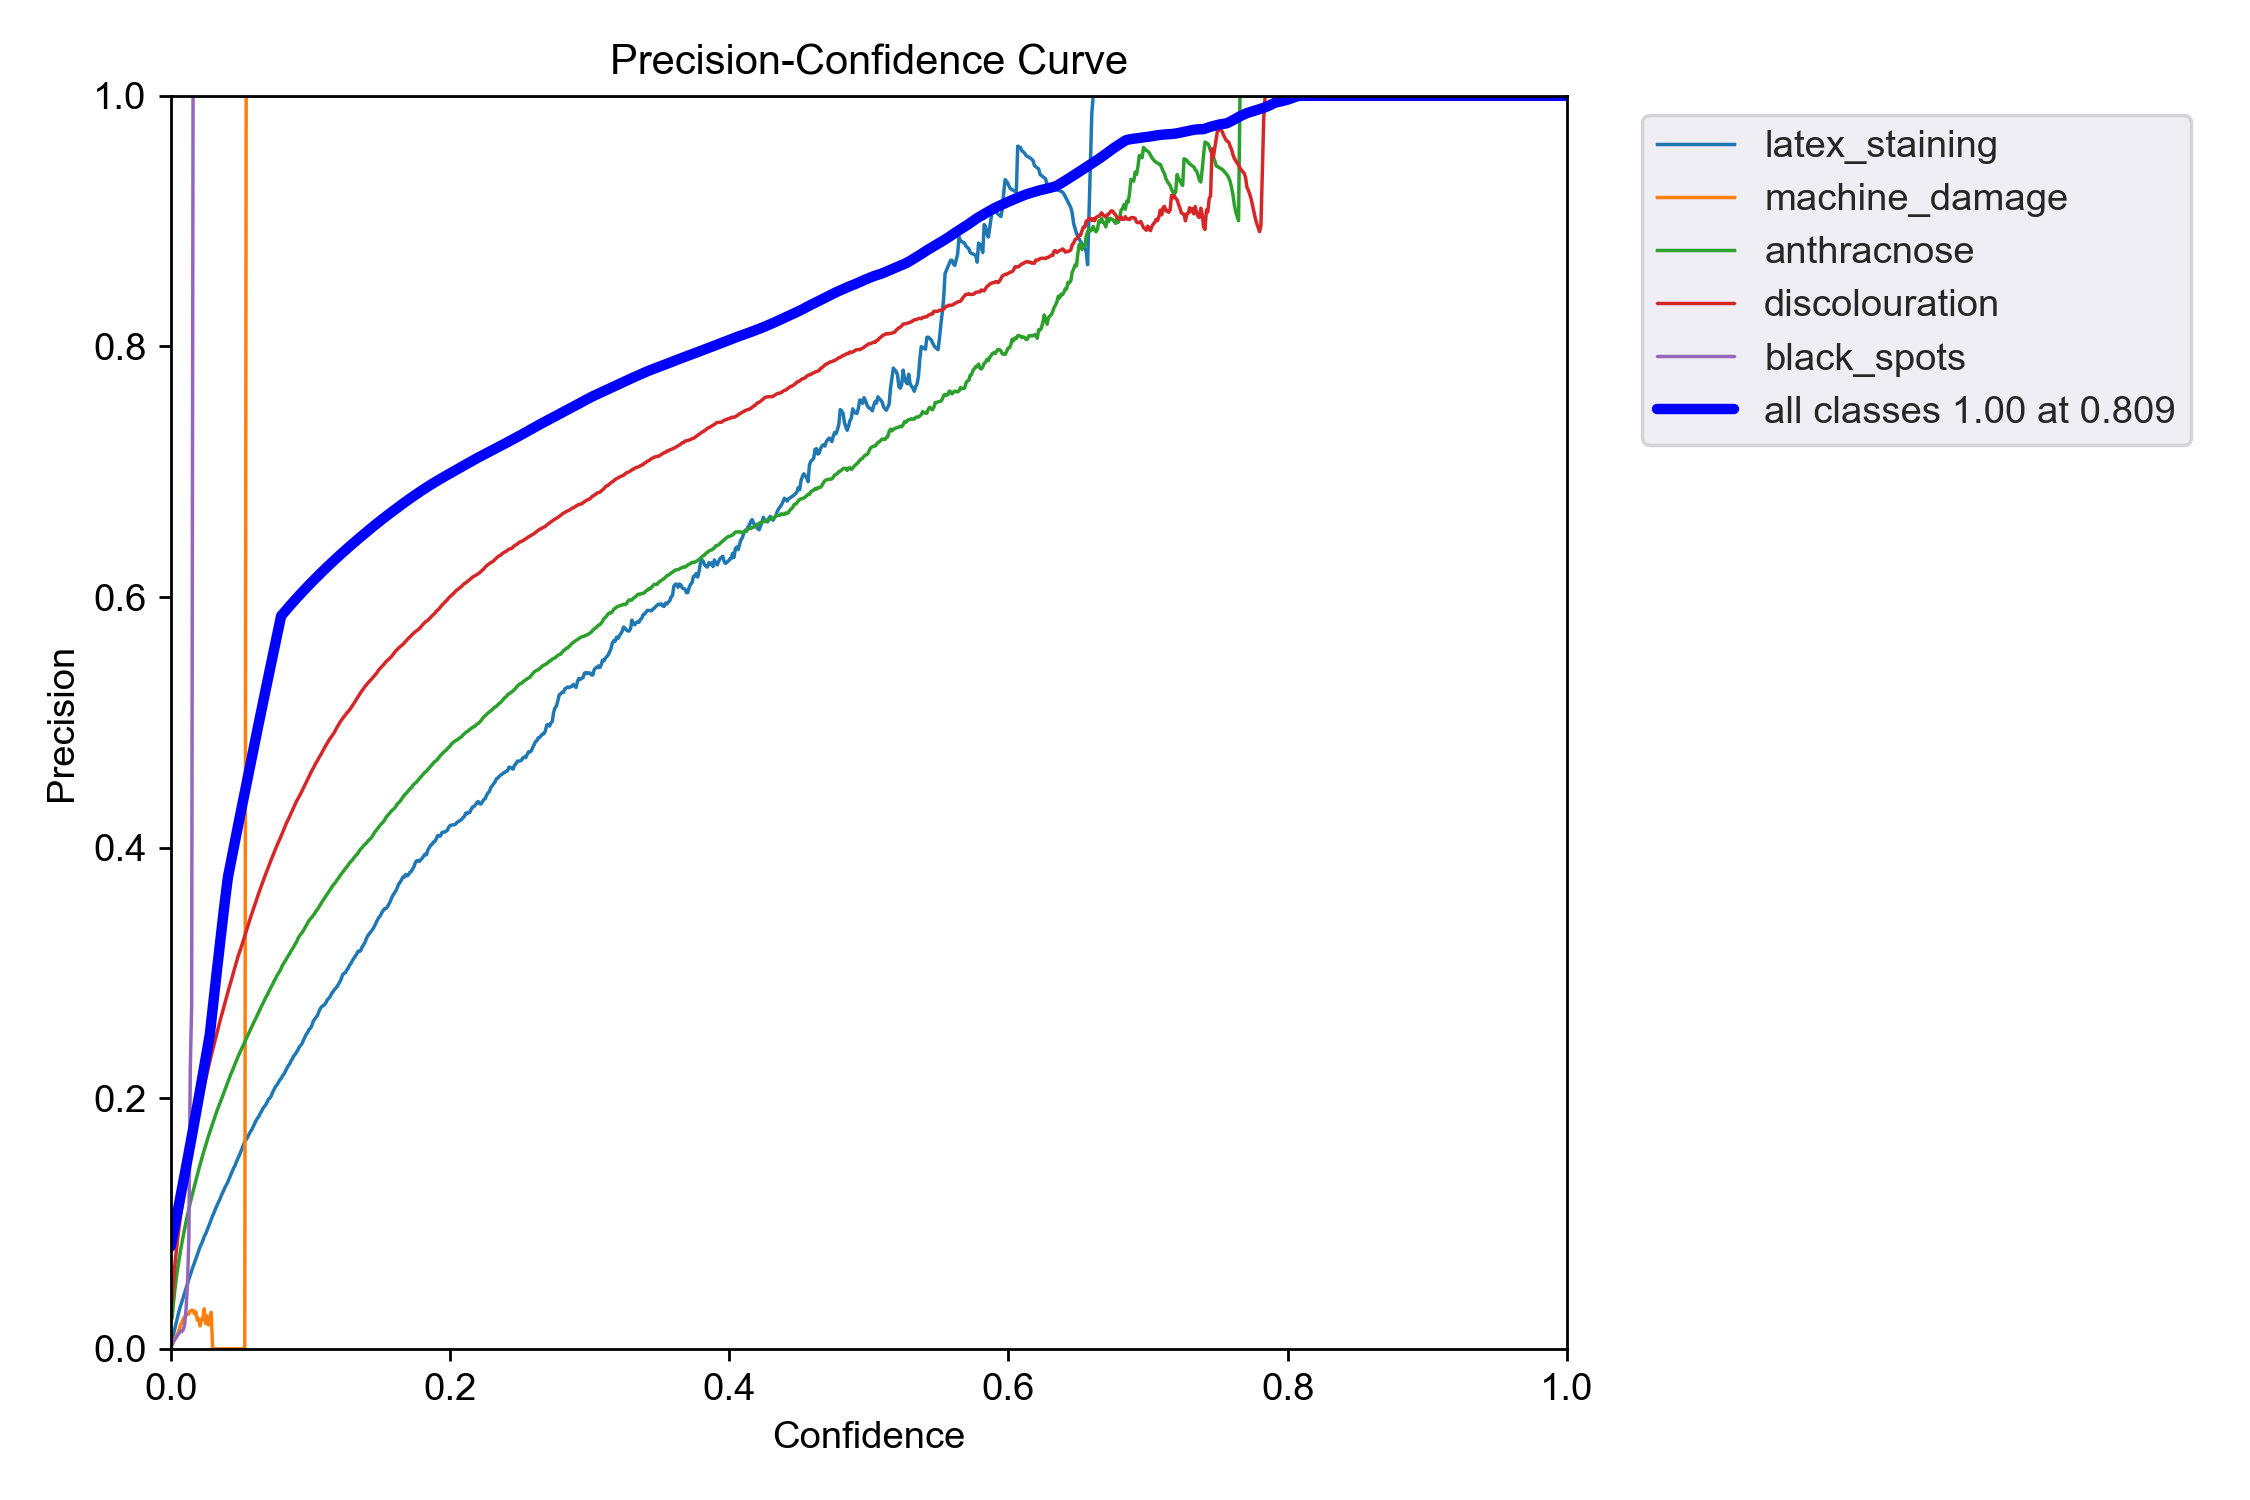 Precision-Confidence Curve
1.0
0.8
0.6
0.4
0.2
0.0
Precision
0.0 0.2 0.4 0.6 0.8 1.0
Confidence
latex_staining
machine_damage
anthracnose
discolouration
black_spots
all classes 1.00 at 0.809